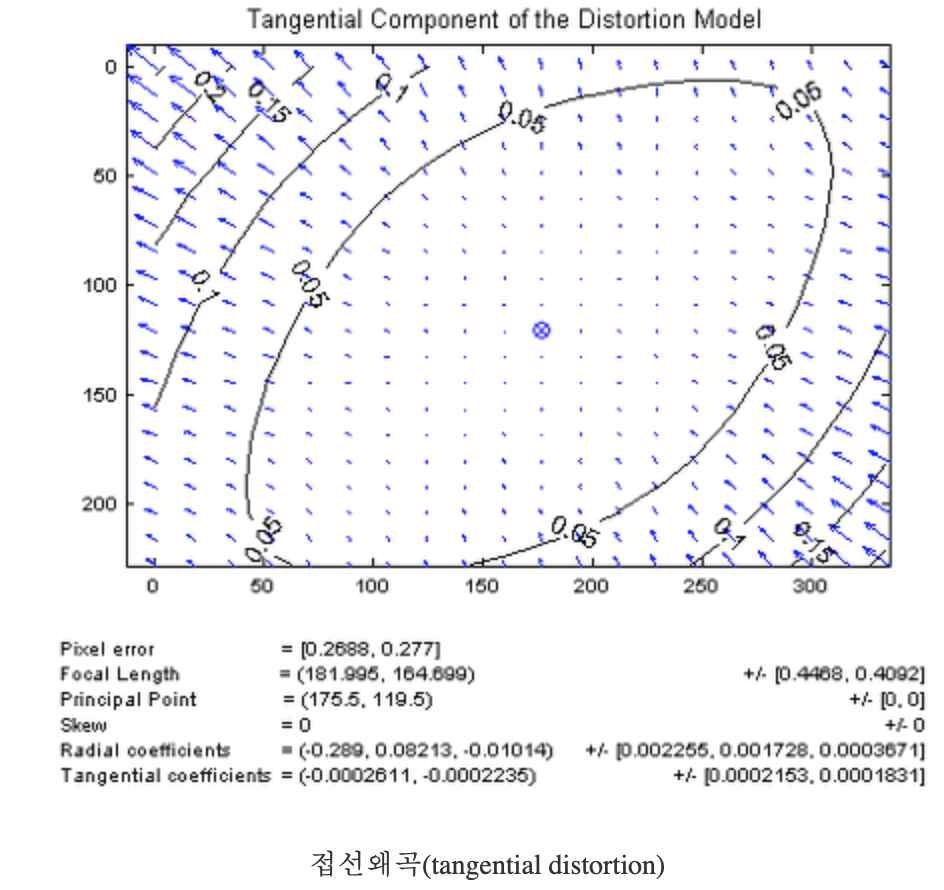 Tangential Component of the Distortion Model
0
50
100
150
200
0.2
0.15
0.1
0.05
0.06
0.1
0.05
0.05
0.05
0.
0.05
0.1
0.15
0 50 100 150 200 250 300
Pixel error = [0.2688, 0.277]
Focal Length = (181.995, 164.699) +/- [0.4468, 0.4092]
Principal Point = (175.5, 119.5) +/- [0, 0]
Skew = 0 +/- 0
Radial coefficients = (-0.289, 0.08213, -0.01014) +/- [0.002255, 0.001728, 0.0003671]
Tangential coefficients = (-0.0002611, -0.0002235) +/- [0.0002153, 0.0001831]
접선왜곡(tangential distortion)